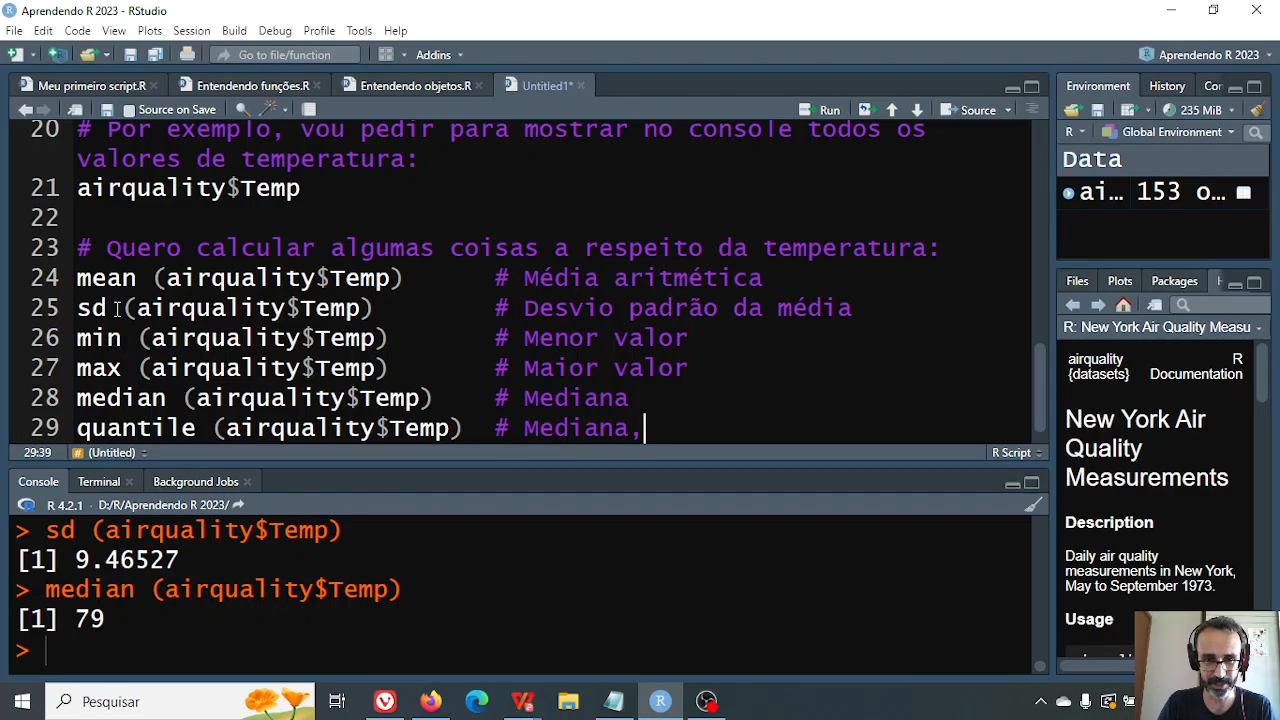 Aprendendo R 2023 - RStudio
File Edit Code View Plots Session Build Debug Profile Tools Help
Go to file/function Addins Aprendendo R 2023
Meu primeiro script.R Entendendo funções.R Entendendo objetos.R Untitled1*
Source on Save Run Source
20 # Por exemplo, vou pedir para mostrar no console todos os
valores de temperatura:
21 airquality$Temp
22
23 # Quero calcular algumas coisas a respeito da temperatura:
24 mean (airquality$Temp) # Média aritmética
25 sd (airquality$Temp) # Desvio padrão da média
26 min (airquality$Temp) # Menor valor
27 max (airquality$Temp) # Maior valor
28 median (airquality$Temp) # Mediana
29 quantile (airquality$Temp) # Mediana,
29:39 # (Untitled) R Script
Console Terminal Background Jobs
R 4.2.1 · D:/R/Aprendendo R 2023/
> sd (airquality$Temp)
[1] 9.46527
> median (airquality$Temp)
[1] 79
>
Environment History Cor
235 MiB
R Global Environment
Data
ai... 153 o...
Files Plots Packages
R: New York Air Quality Measu
airquality R
{datasets} Documentation
New York Air
Quality
Measurements
Description
Daily air quality
measurements in New York,
May to September 1973.
Usage
Pesquisar